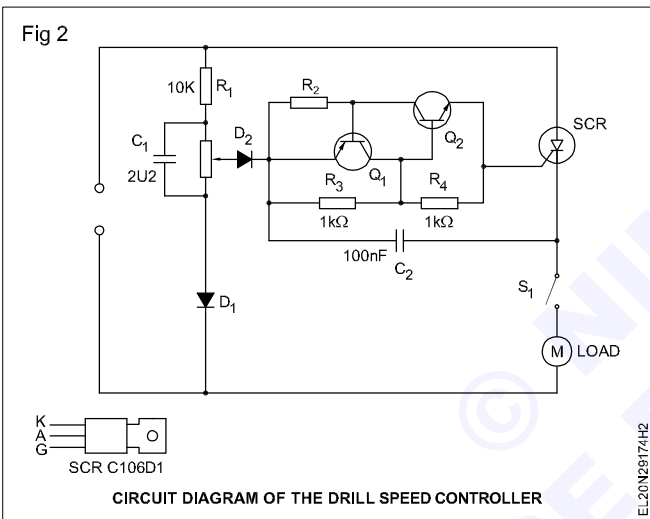 Fig 2
10K
R1
R2
SCR
C1
2U2
D2
Q1
Q2
R3
1kΩ
R4
1kΩ
100nF
C2
S1
D1
M
LOAD
K
A
G
SCR C106D1
CIRCUIT DIAGRAM OF THE DRILL SPEED CONTROLLER
EL20N29174H2
© NI